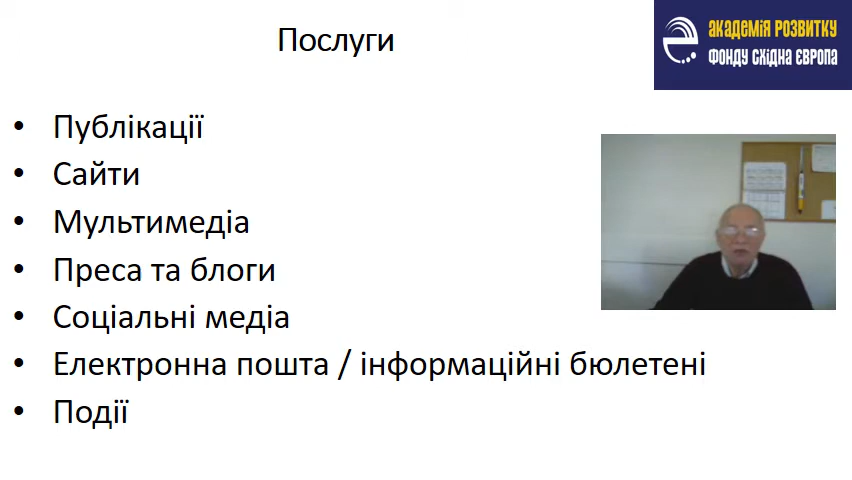 Послуги
АКАДЕМІЯ РОЗВИТКУ
ФОНДУ СХІДНА ЄВРОПА
• Публікації
• Сайти
• Мультимедіа
• Преса та блоги
• Соціальні медіа
• Електронна пошта / інформаційні бюлетені
• Події